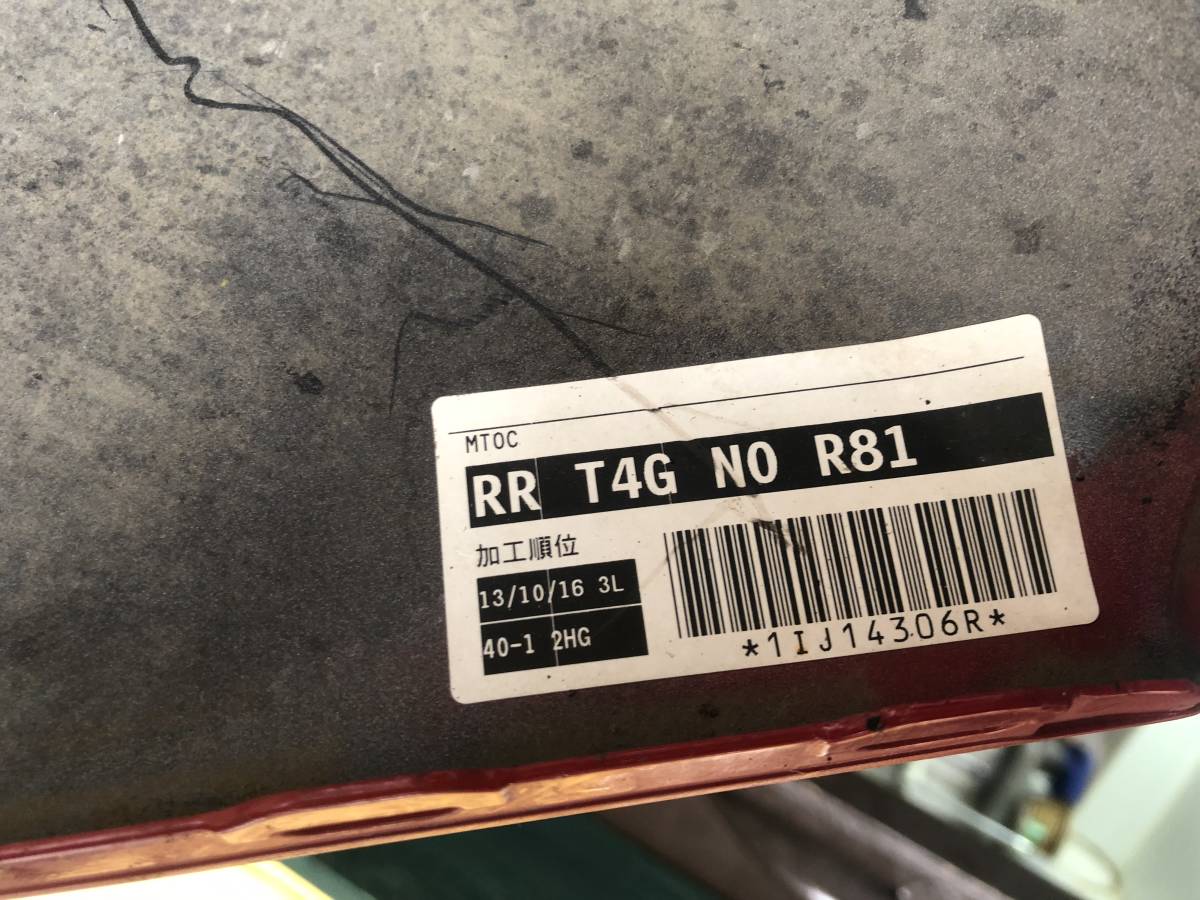 MTOC
RR T4G N0 R81
加工順位
13/10/16 3L
40-1 2HG
*1IJ14306R*